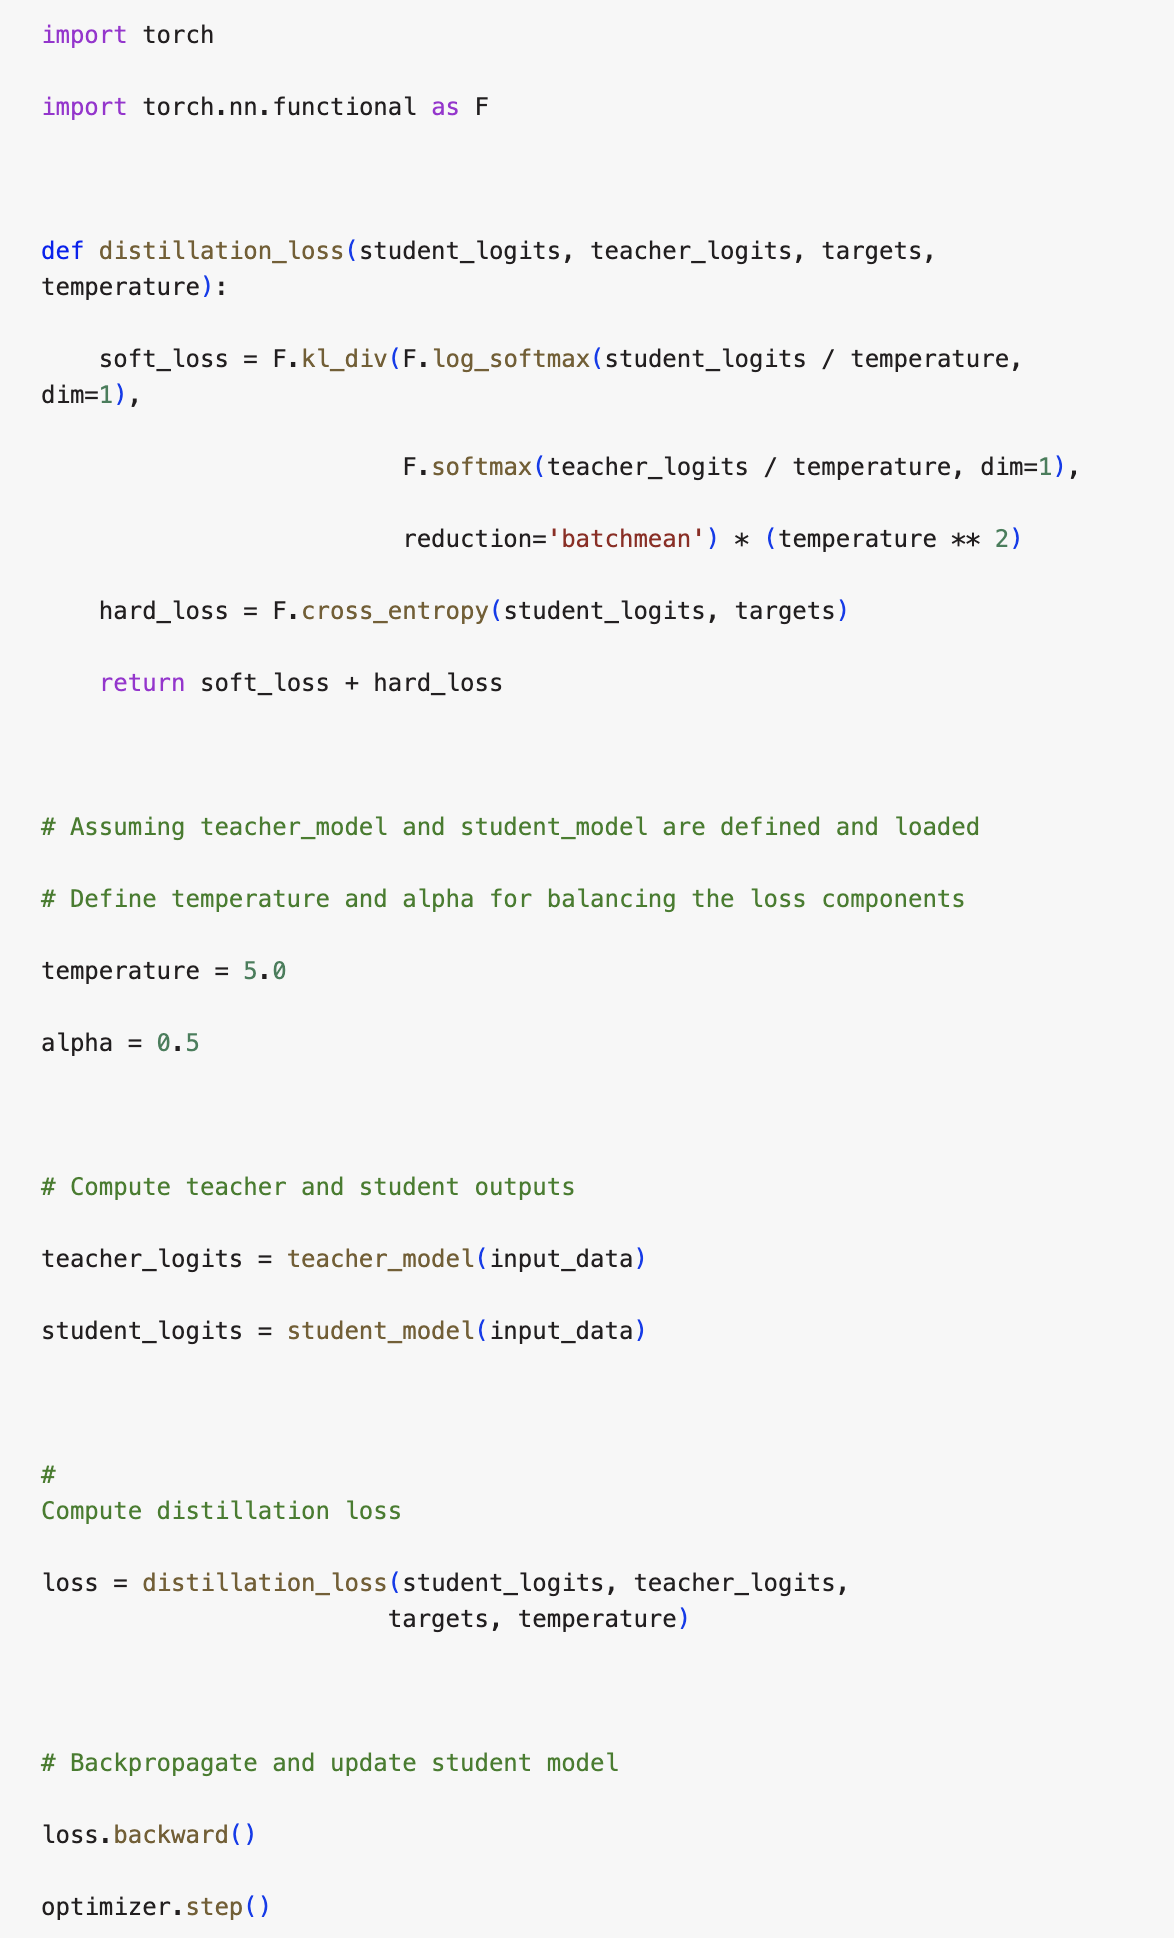 import torch
import torch.nn.functional as F
def distillation_loss(student_logits, teacher_logits, targets,
temperature):
    soft_loss = F.kl_div(F.log_softmax(student_logits / temperature,
dim=1),
                         F.softmax(teacher_logits / temperature, dim=1),
                         reduction='batchmean') * (temperature ** 2)
    hard_loss = F.cross_entropy(student_logits, targets)
    return soft_loss + hard_loss
# Assuming teacher_model and student_model are defined and loaded
# Define temperature and alpha for balancing the loss components
temperature = 5.0
alpha = 0.5
# Compute teacher and student outputs
teacher_logits = teacher_model(input_data)
student_logits = student_model(input_data)
#
Compute distillation loss
loss = distillation_loss(student_logits, teacher_logits,
                        targets, temperature)
# Backpropagate and update student model
loss.backward()
optimizer.step()